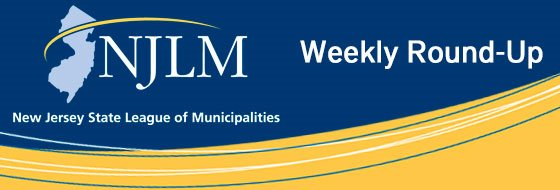 NJLM
Weekly Round-Up
New Jersey State League of Municipalities